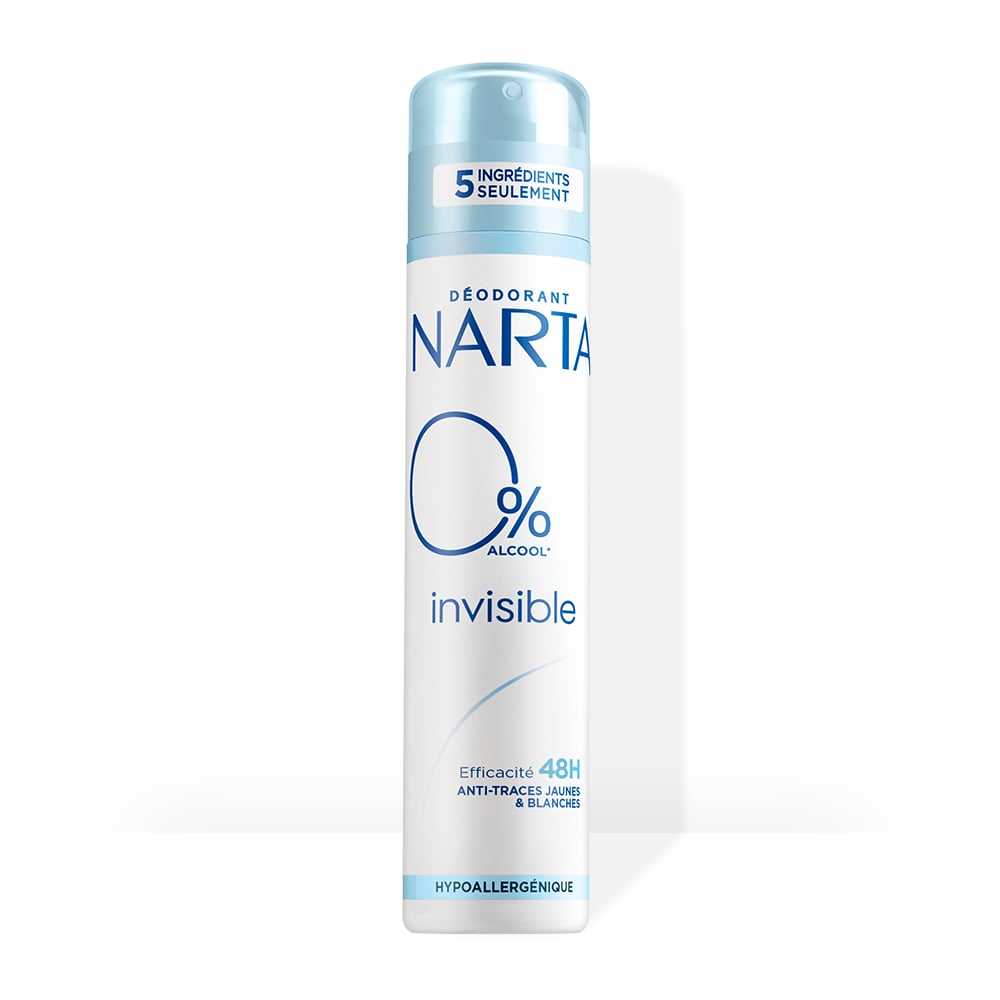 5 INGRÉDIENTS
SEULEMENT
DÉODORANT
NARTA
0%
ALCOOL*
invisible
Efficacité 48H
ANTI-TRACES JAUNES
& BLANCHES
HYPOALLERGÉNIQUE